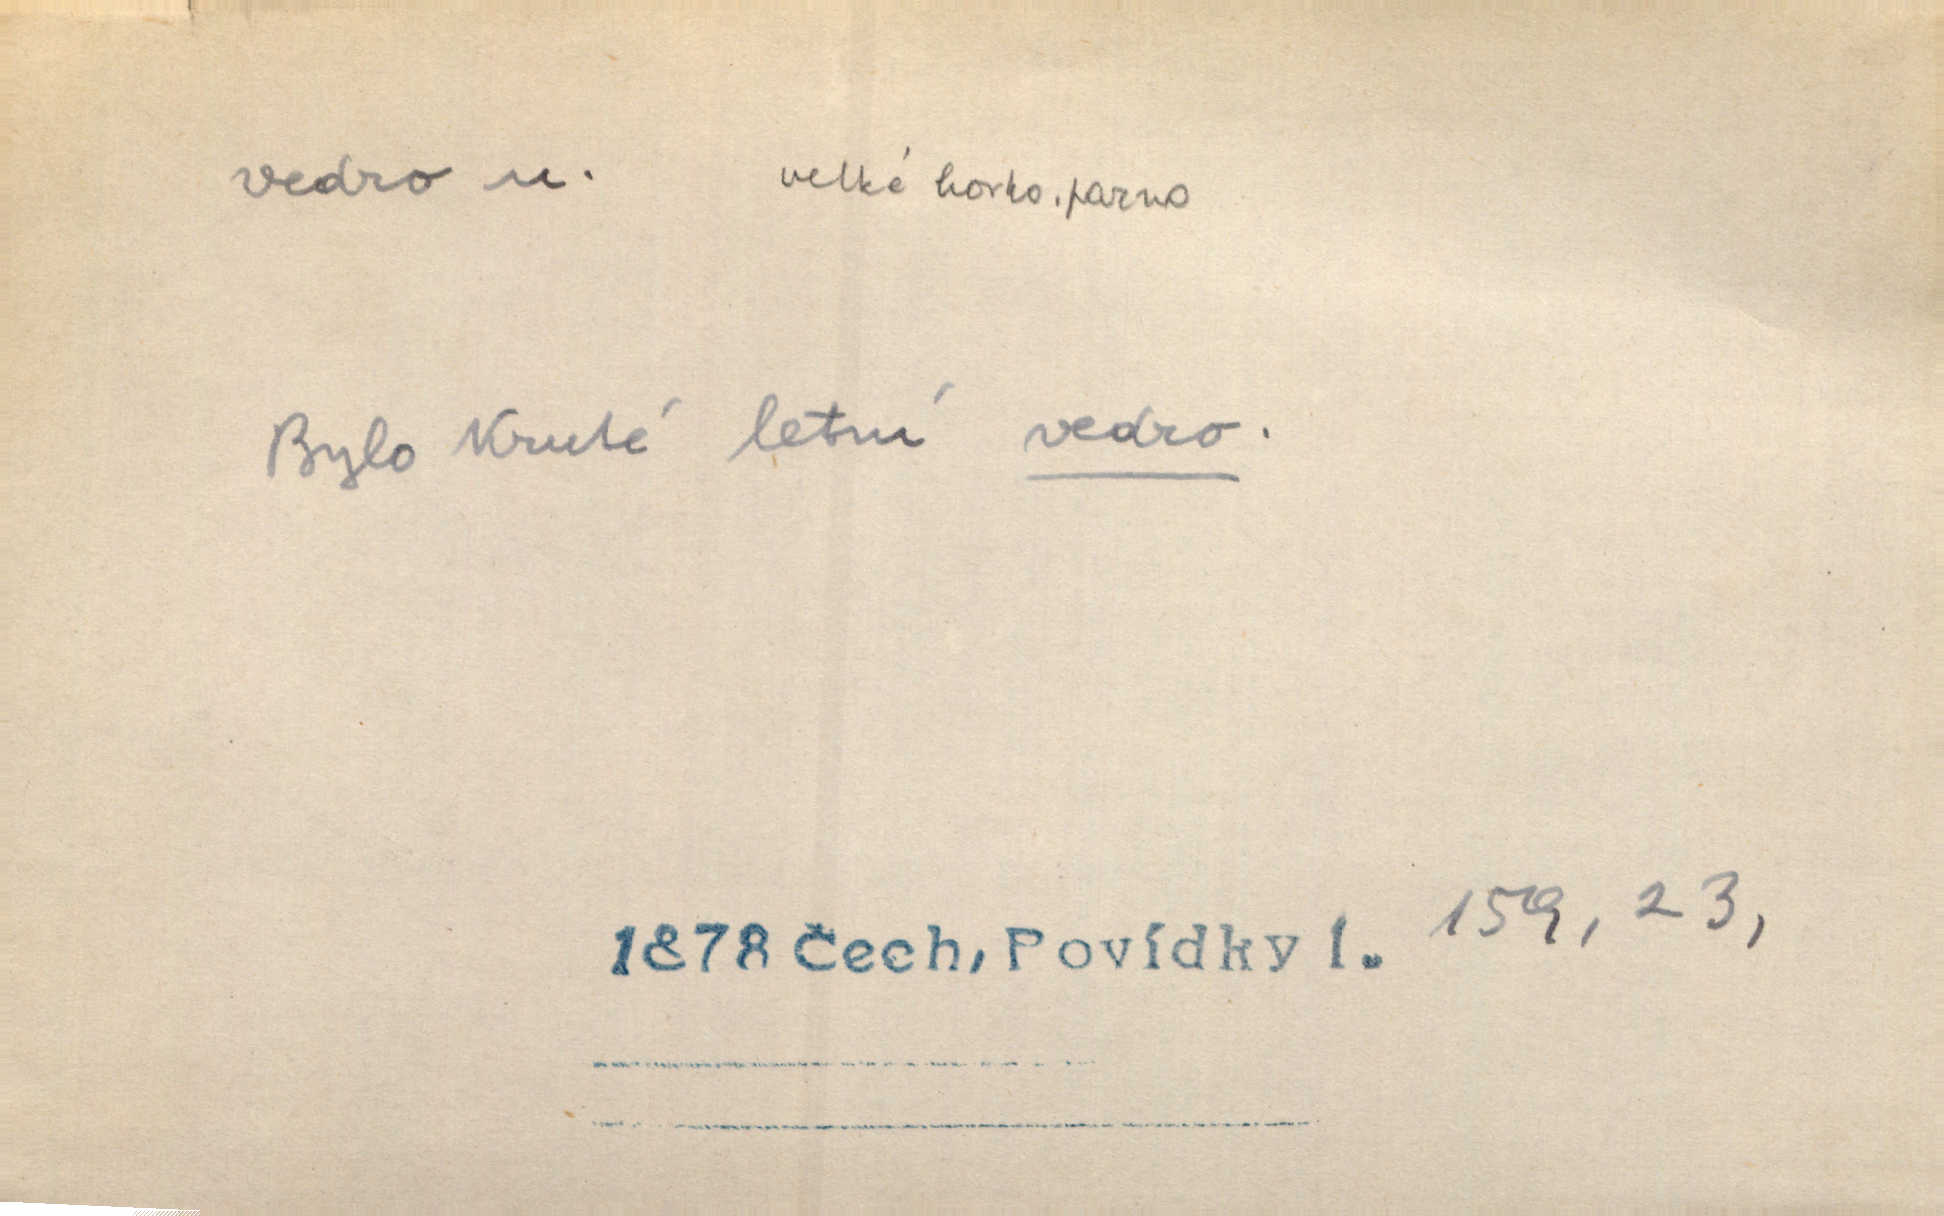 vedro n. velké horko, parno
Bylo kruté letní vedro.
1878 Čech, Povídky I. 159, 23,